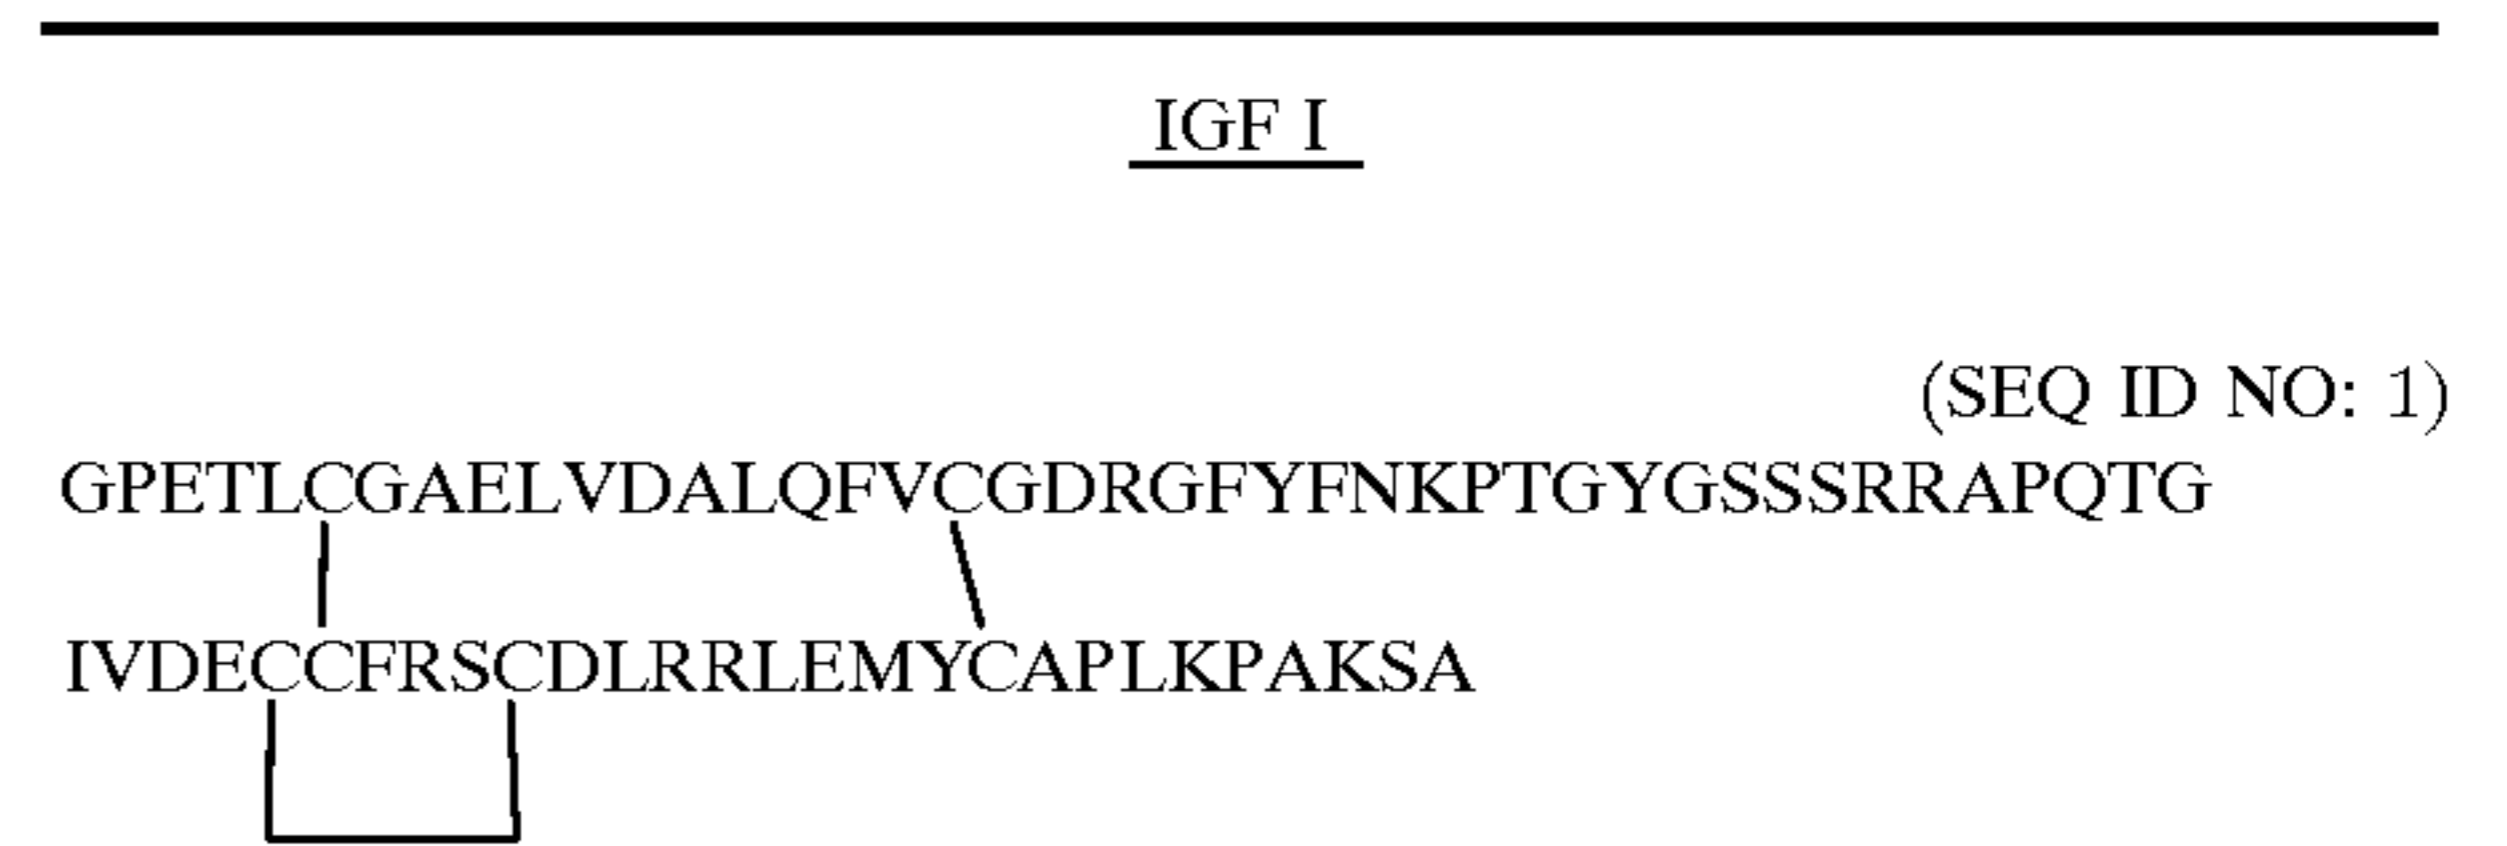 IGF I
(SEQ ID NO: 1)
GPETLCGAELVDALQFVCGDRGFYFNKPTGYGSSSRRAPQTG
IVDECCFRSCDLRRLEMYCAPLKPAKSA